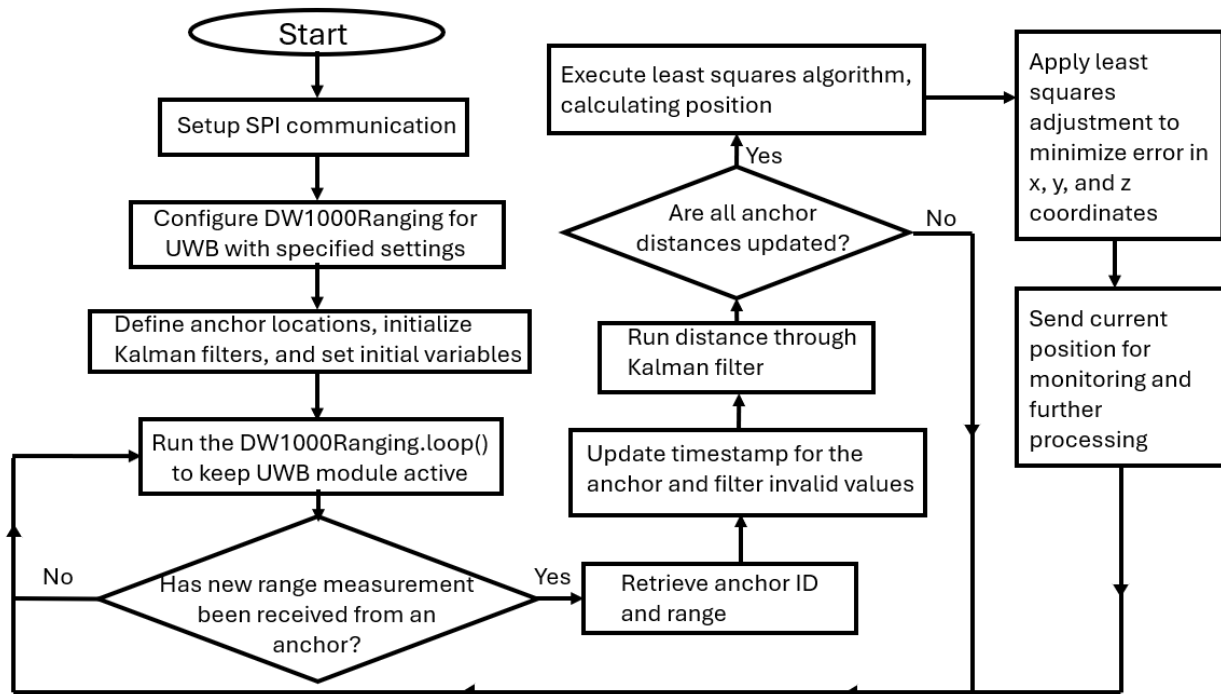 Start
Setup SPI communication
Configure DW1000Ranging for
UWB with specified settings
Define anchor locations, initialize
Kalman filters, and set initial variables
Run the DW1000Ranging.loop()
to keep UWB module active
Has new range measurement
been received from an
anchor?
No
Yes
Retrieve anchor ID
and range
Update timestamp for the
anchor and filter invalid values
Run distance through
Kalman filter
Are all anchor
distances updated?
No
Yes
Execute least squares algorithm,
calculating position
Apply least
squares
adjustment to
minimize error in
x, y, and z
coordinates
Send current
position for
monitoring and
further
processing